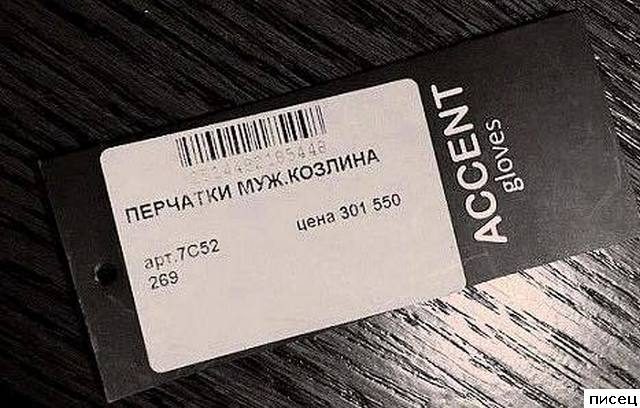 ПЕРЧАТКИ МУЖ.КОЗЛИНА
цена 301 550
арт.7С52
269
ACCENT
gloves
писец